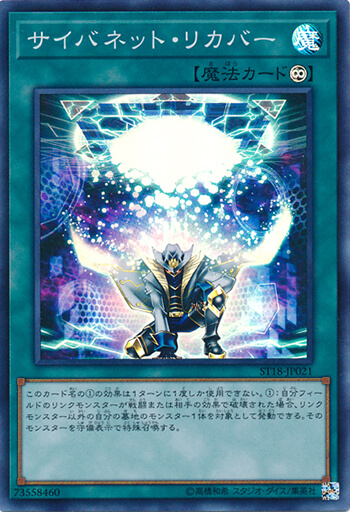 サイバネット・リカバー
魔
【魔法カード】
ST18-JP021
このカード名の①の効果は1ターンに1度しか使用できない。①：自分フィ
ールドのリンクモンスターが戦闘または相手の効果で破壊された場合、リンク
モンスター以外の自分の墓地のモンスター1体を対象として発動できる。その
モンスターを守備表示で特殊召喚する。
73558460
©高橋和希 スタジオ・ダイス/集英社